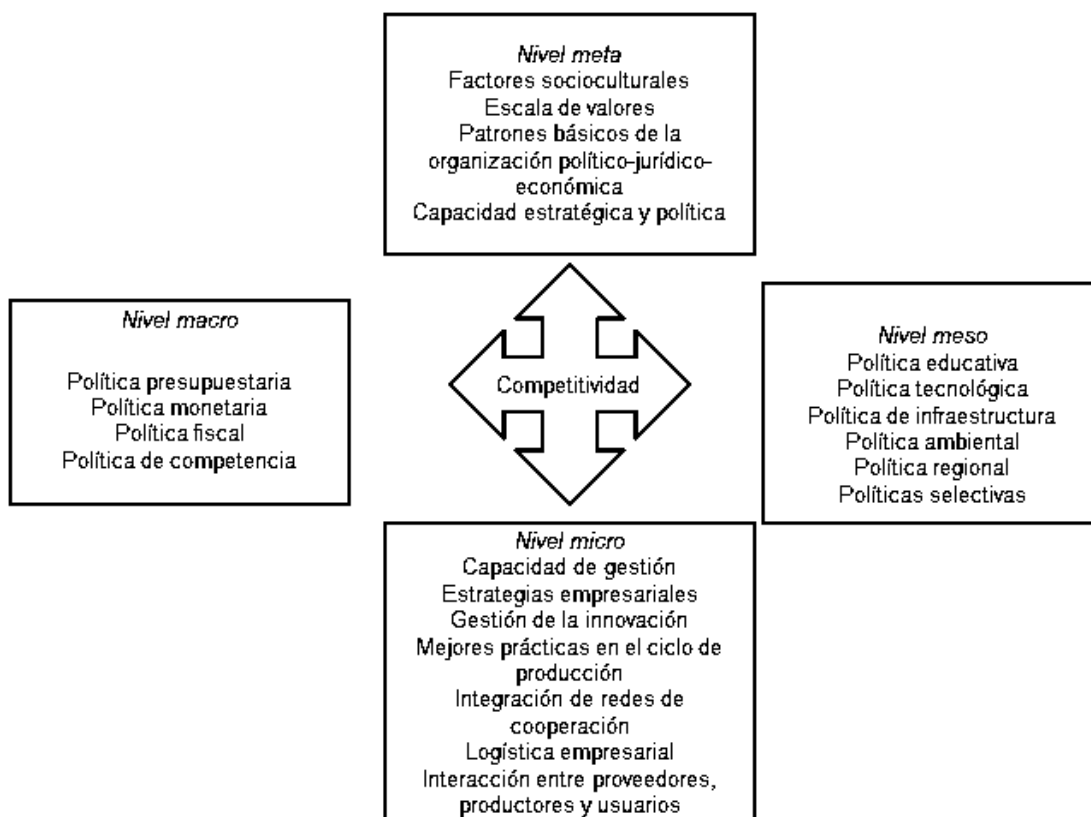 Nivel meta
Factores socioculturales
Escala de valores
Patrones básicos de la
organización político-jurídico-
económica
Capacidad estratégica y política
Nivel macro
Política presupuestaria
Política monetaria
Política fiscal
Política de competencia
Competitividad
Nivel meso
Política educativa
Política tecnológica
Política de infraestructura
Política ambiental
Política regional
Políticas selectivas
Nivel micro
Capacidad de gestión
Estrategias empresariales
Gestión de la innovación
Mejores prácticas en el ciclo de
producción
Integración de redes de
cooperación
Logística empresarial
Interacción entre proveedores,
productores y usuarios